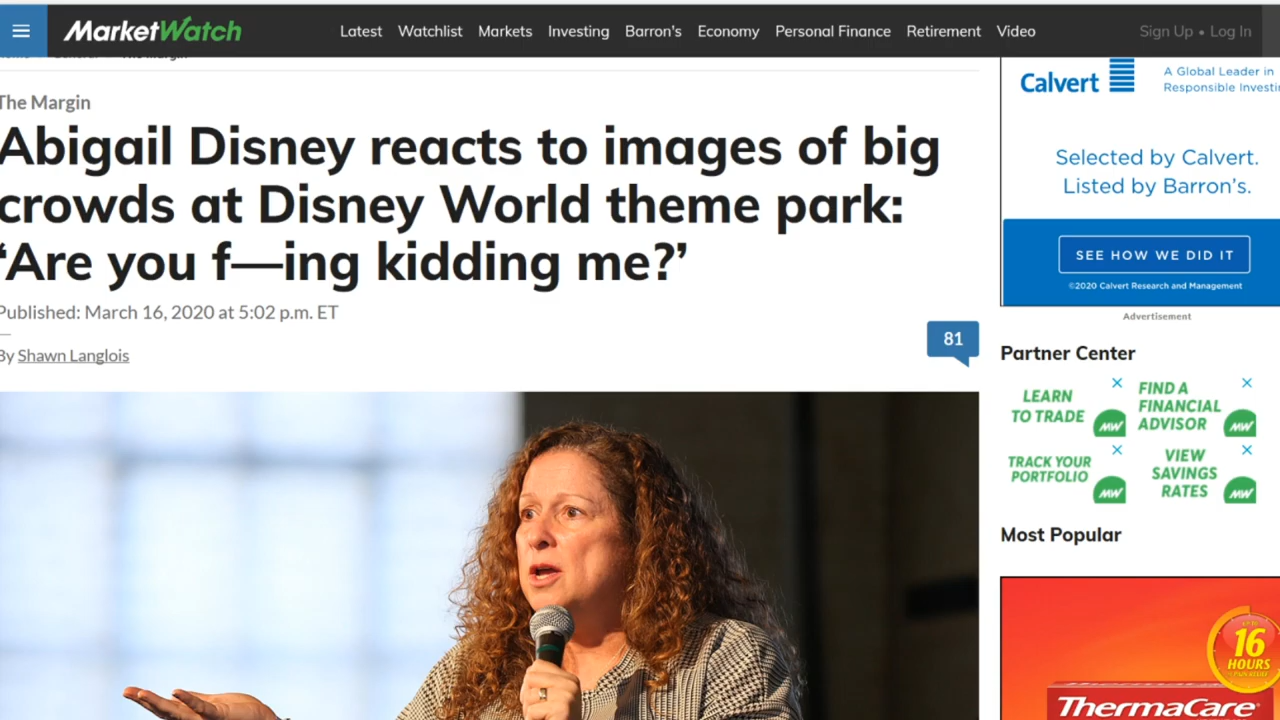 MarketWatch
Latest Watchlist Markets Investing Barron's Economy Personal Finance Retirement Video
Sign Up • Log In
The Margin
Abigail Disney reacts to images of big
crowds at Disney World theme park:
‘Are you f—ing kidding me?’
Published: March 16, 2020 at 5:02 p.m. ET
By Shawn Langlois
81
Calvert
A Global Leader in
Responsible
Selected by Calvert.
Listed by Barron's.
SEE HOW WE DID IT
©2020 Calvert Research and Management
Advertisement
Partner Center
LEARN
TO TRADE
MW
FIND A
FINANCIAL
ADVISOR
MW
TRACK YOUR
PORTFOLIO
MW
VIEW
SAVINGS
RATES
MW
Most Popular
16
HOURS
ThermaCare